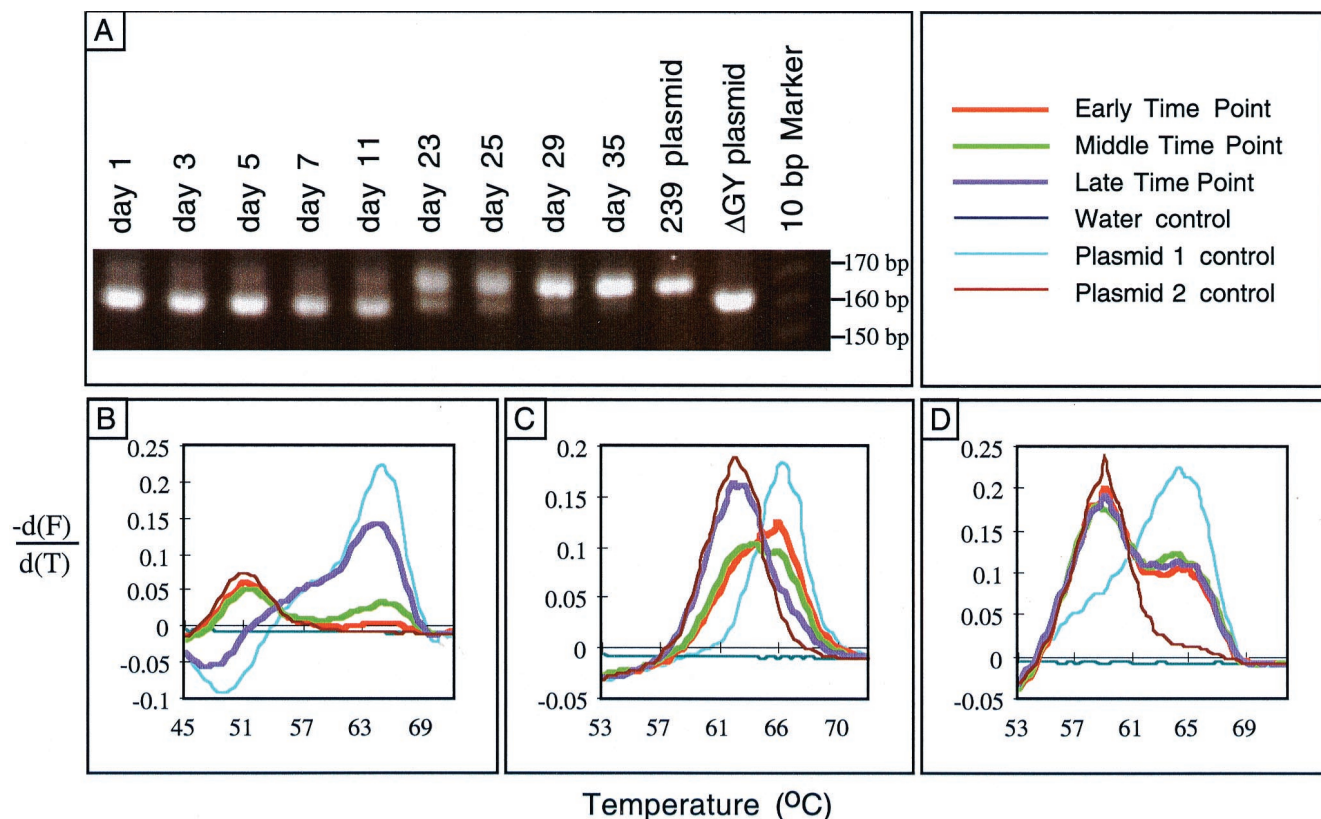 A
day 1
day 3
day 5
day 7
day 11
day 23
day 25
day 29
day 35
239 plasmid
ΔGY plasmid
10 bp Marker
170 bp
160 bp
150 bp
Early Time Point
Middle Time Point
Late Time Point
Water control
Plasmid 1 control
Plasmid 2 control
-d(F)
d(T)
B
0.25
0.2
0.15
0.1
0.05
0
-0.05
-0.1
45 51 57 63 69
C
0.2
0.15
0.1
0.05
0
-0.05
53 57 61 66 70
D
0.25
0.2
0.15
0.1
0.05
0
-0.05
53 57 61 65 69
Temperature (ºC)